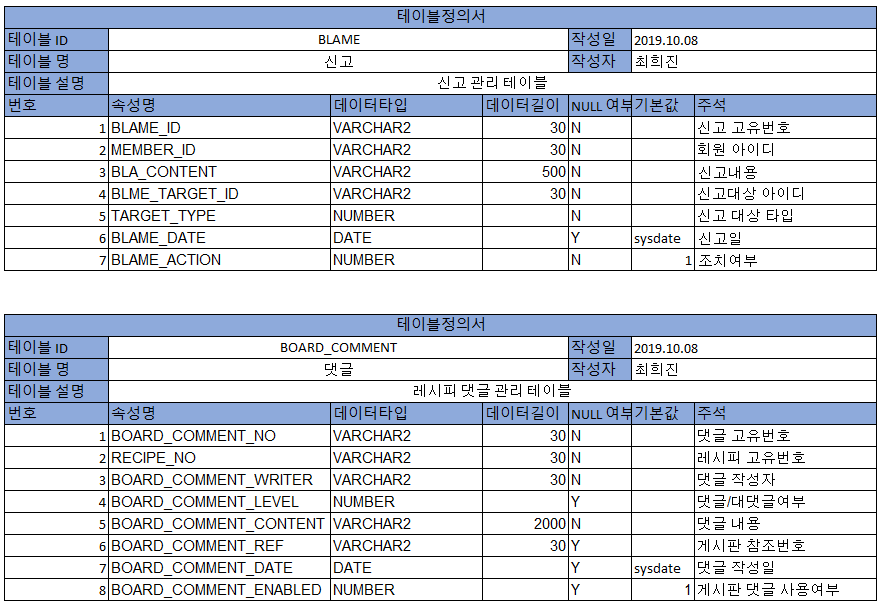 테이블정의서
테이블 ID BLAME 작성일 2019.10.08
테이블 명 신고 작성자 최희진
테이블 설명 신고 관리 테이블
번호 속성명 데이터타입 데이터길이 NULL 여부 기본값 주석
1 BLAME_ID VARCHAR2 30 N 신고 고유번호
2 MEMBER_ID VARCHAR2 30 N 회원 아이디
3 BLA_CONTENT VARCHAR2 500 N 신고내용
4 BLME_TARGET_ID VARCHAR2 30 N 신고대상 아이디
5 TARGET_TYPE NUMBER N 신고 대상 타입
6 BLAME_DATE DATE Y sysdate 신고일
7 BLAME_ACTION NUMBER N 1 조치여부
테이블정의서
테이블 ID BOARD_COMMENT 작성일 2019.10.08
테이블 명 댓글 작성자 최희진
테이블 설명 레시피 댓글 관리 테이블
번호 속성명 데이터타입 데이터길이 NULL 여부 기본값 주석
1 BOARD_COMMENT_NO VARCHAR2 30 N 댓글 고유번호
2 RECIPE_NO VARCHAR2 30 N 레시피 고유번호
3 BOARD_COMMENT_WRITER VARCHAR2 30 N 댓글 작성자
4 BOARD_COMMENT_LEVEL NUMBER Y 댓글/대댓글여부
5 BOARD_COMMENT_CONTENT VARCHAR2 2000 N 댓글 내용
6 BOARD_COMMENT_REF VARCHAR2 30 Y 게시판 참조번호
7 BOARD_COMMENT_DATE DATE Y sysdate 댓글 작성일
8 BOARD_COMMENT_ENABLED NUMBER Y 1 게시판 댓글 사용여부